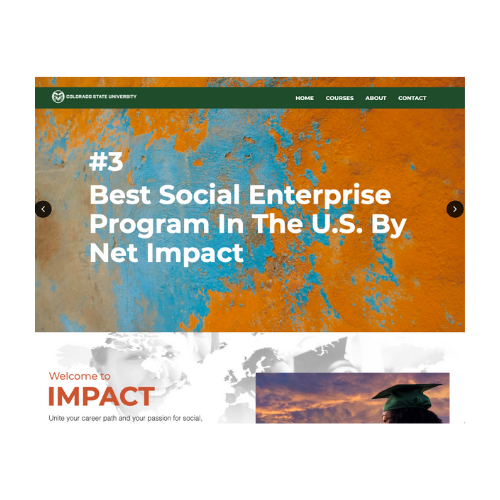 COLORADO STATE UNIVERSITY
HOME COURSES ABOUT CONTACT
#3
Best Social Enterprise
Program In The U.S. By
Net Impact
Welcome to
IMPACT
Unite your career path and your passion for social,